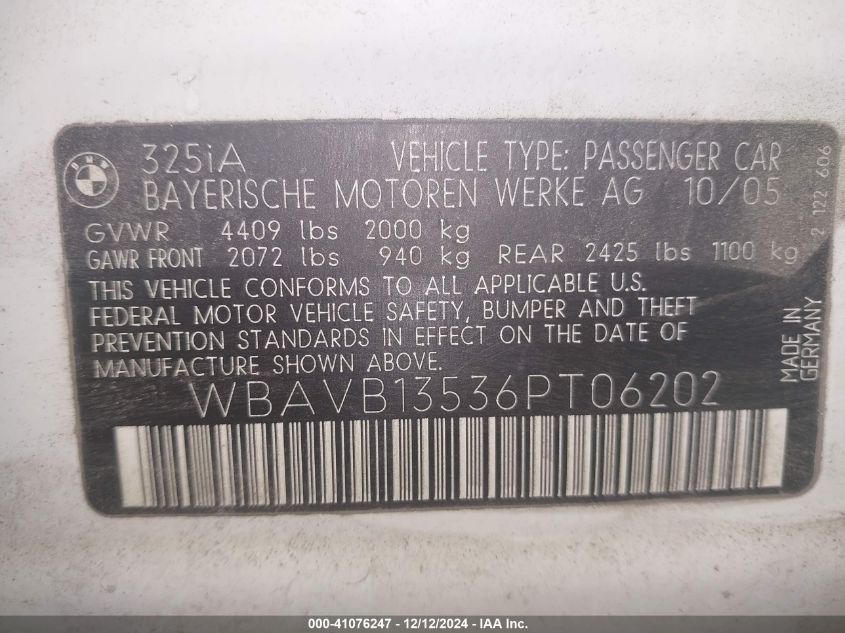 BMW
325iA VEHICLE TYPE: PASSENGER CAR
BAYERISCHE MOTOREN WERKE AG 10/05
GVWR 4409 lbs 2000 kg
GAWR FRONT 2072 lbs 940 kg REAR 2425 lbs 1100 kg
THIS VEHICLE CONFORMS TO ALL APPLICABLE U.S.
FEDERAL MOTOR VEHICLE SAFETY, BUMPER AND THEFT
PREVENTION STANDARDS IN EFFECT ON THE DATE OF
MANUFACTURE SHOWN ABOVE.
WBAVB13536PT06202
2 122 606
MADE IN
GERMANY
000-41076247 - 12/12/2024 - IAA Inc.